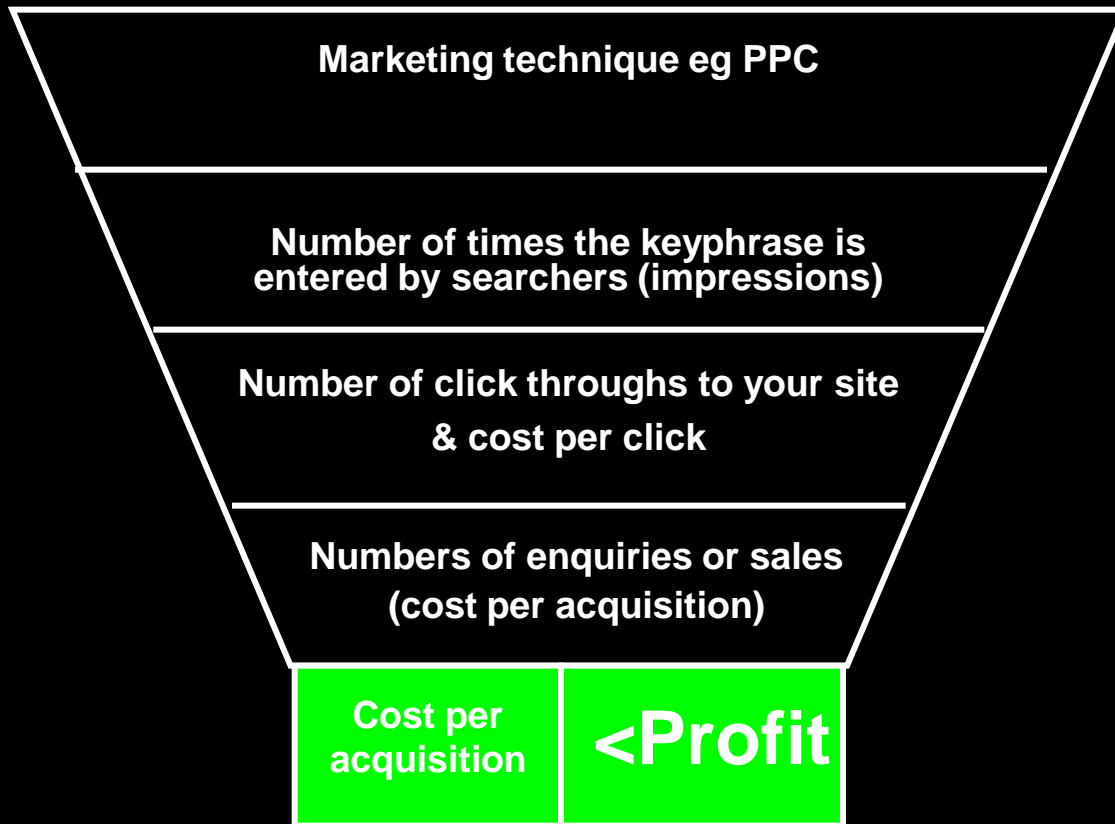 Marketing technique eg PPC
Number of times the keyphrase is
entered by searchers (impressions)
Number of click throughs to your site
& cost per click
Numbers of enquiries or sales
(cost per acquisition)
Cost per
acquisition
<Profit